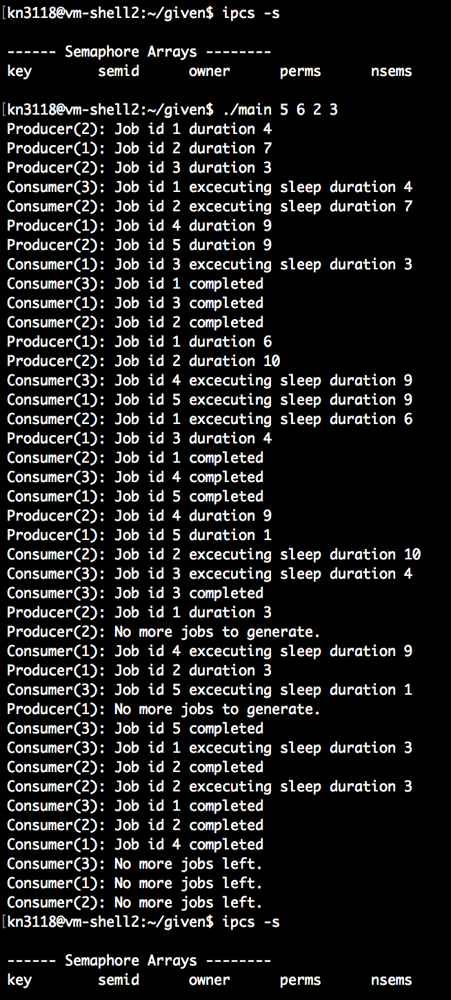 [kn3118@vm-shell2:~/given$ ipcs -s
------ Semaphore Arrays --------
key        semid      owner      perms      nsems
[kn3118@vm-shell2:~/given$ ./main 5 6 2 3
Producer(2): Job id 1 duration 4
Producer(1): Job id 2 duration 7
Producer(2): Job id 3 duration 3
Consumer(3): Job id 1 excecuting sleep duration 4
Consumer(2): Job id 2 excecuting sleep duration 7
Producer(1): Job id 4 duration 9
Producer(2): Job id 5 duration 9
Consumer(1): Job id 3 excecuting sleep duration 3
Consumer(3): Job id 1 completed
Consumer(1): Job id 3 completed
Consumer(2): Job id 2 completed
Producer(1): Job id 1 duration 6
Producer(2): Job id 2 duration 10
Consumer(3): Job id 4 excecuting sleep duration 9
Consumer(1): Job id 5 excecuting sleep duration 9
Consumer(2): Job id 1 excecuting sleep duration 6
Producer(1): Job id 3 duration 4
Consumer(2): Job id 1 completed
Consumer(3): Job id 4 completed
Consumer(1): Job id 5 completed
Producer(2): Job id 4 duration 9
Producer(1): Job id 5 duration 1
Consumer(2): Job id 2 excecuting sleep duration 10
Consumer(3): Job id 3 excecuting sleep duration 4
Consumer(3): Job id 3 completed
Producer(2): Job id 1 duration 3
Producer(2): No more jobs to generate.
Consumer(1): Job id 4 excecuting sleep duration 9
Producer(1): Job id 2 duration 3
Consumer(3): Job id 5 excecuting sleep duration 1
Producer(1): No more jobs to generate.
Consumer(3): Job id 5 completed
Consumer(3): Job id 1 excecuting sleep duration 3
Consumer(2): Job id 2 completed
Consumer(2): Job id 2 excecuting sleep duration 3
Consumer(3): Job id 1 completed
Consumer(2): Job id 2 completed
Consumer(1): Job id 4 completed
Consumer(3): No more jobs left.
Consumer(1): No more jobs left.
Consumer(2): No more jobs left.
[kn3118@vm-shell2:~/given$ ipcs -s
------ Semaphore Arrays --------
key        semid      owner      perms      nsems